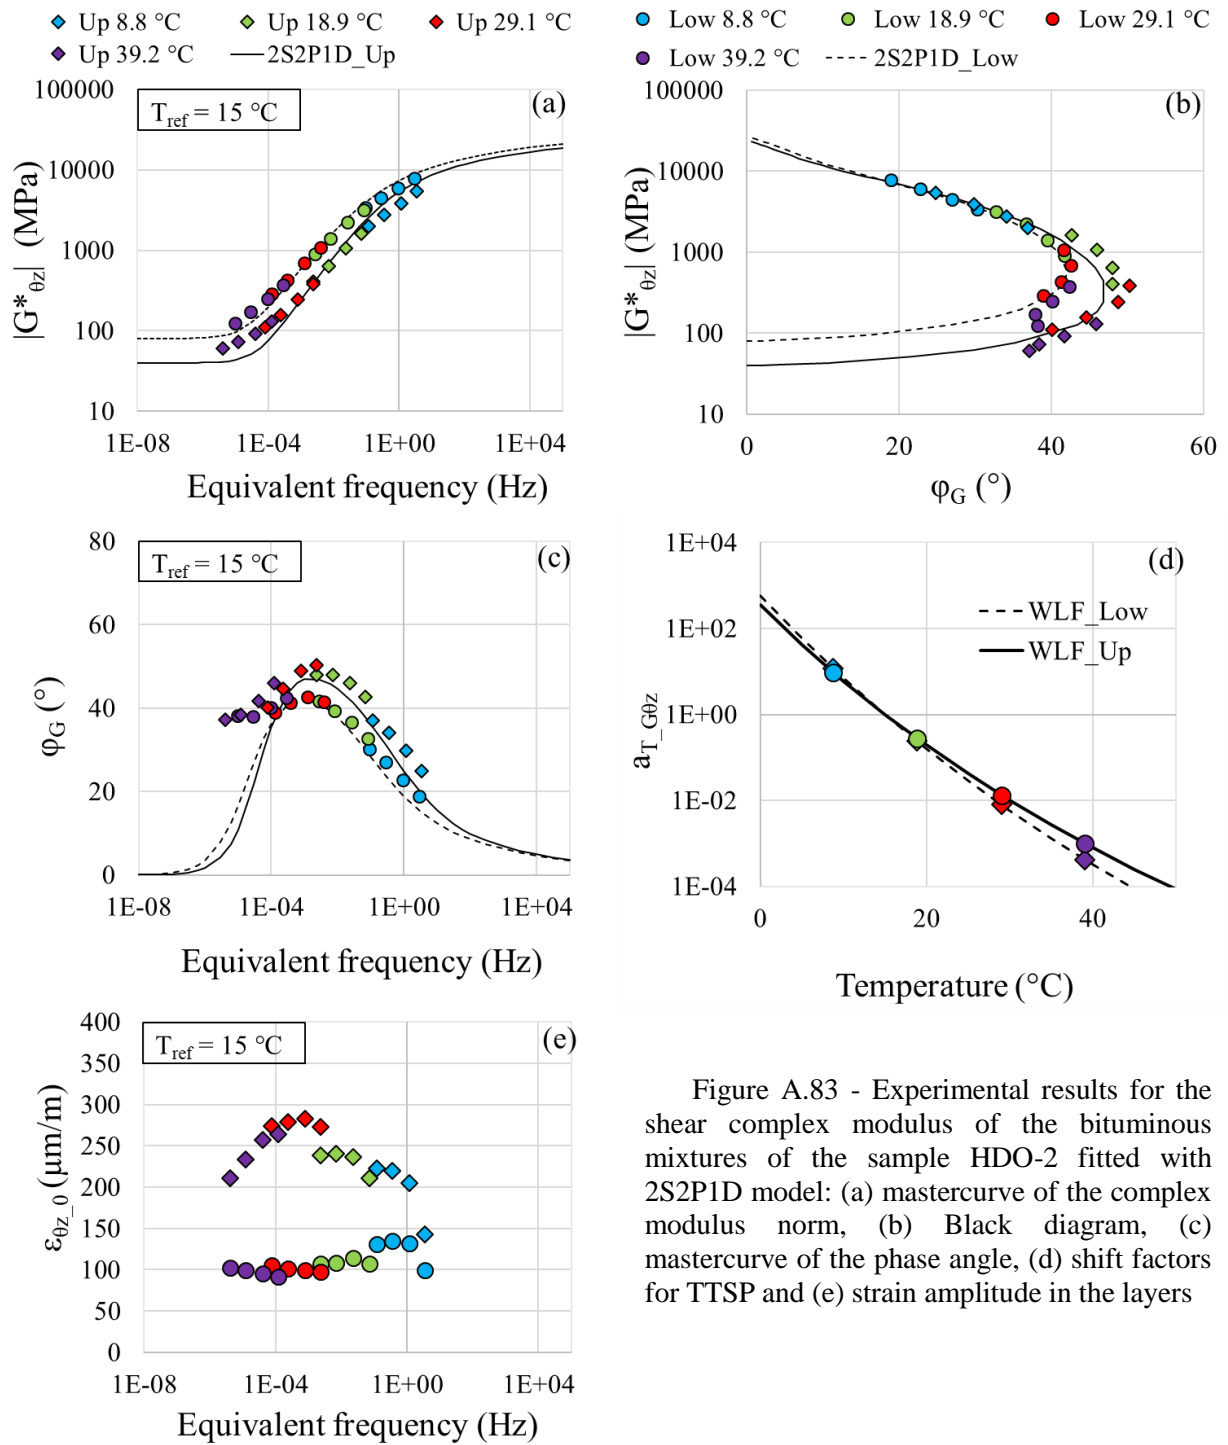 Up 8.8 °C Up 18.9 °C Up 29.1 °C
Up 39.2 °C 2S2P1D_Up
100000
10000
1000
100
10
|G*θz| (MPa)
Tref = 15 °C
(a)
1E-08 1E-04 1E+00 1E+04
Equivalent frequency (Hz)
Low 8.8 °C Low 18.9 °C Low 29.1 °C
Low 39.2 °C 2S2P1D_Low
100000
10000
1000
100
10
|G*θz| (MPa)
(b)
0 20 40 60
φG (°)
80
60
40
20
0
φG (°)
Tref = 15 °C
(c)
1E-08 1E-04 1E+00 1E+04
Equivalent frequency (Hz)
1E+04
1E+02
1E+00
1E-02
1E-04
aT_Gθz
(d)
WLF_Low
WLF_Up
0 20 40
Temperature (°C)
400
350
300
250
200
150
100
50
0
εθz_0 (μm/m)
Tref = 15 °C
(e)
1E-08 1E-04 1E+00 1E+04
Equivalent frequency (Hz)
Figure A.83 - Experimental results for the
shear complex modulus of the bituminous
mixtures of the sample HDO-2 fitted with
2S2P1D model: (a) mastercurve of the complex
modulus norm, (b) Black diagram, (c)
mastercurve of the phase angle, (d) shift factors
for TTSP and (e) strain amplitude in the layers